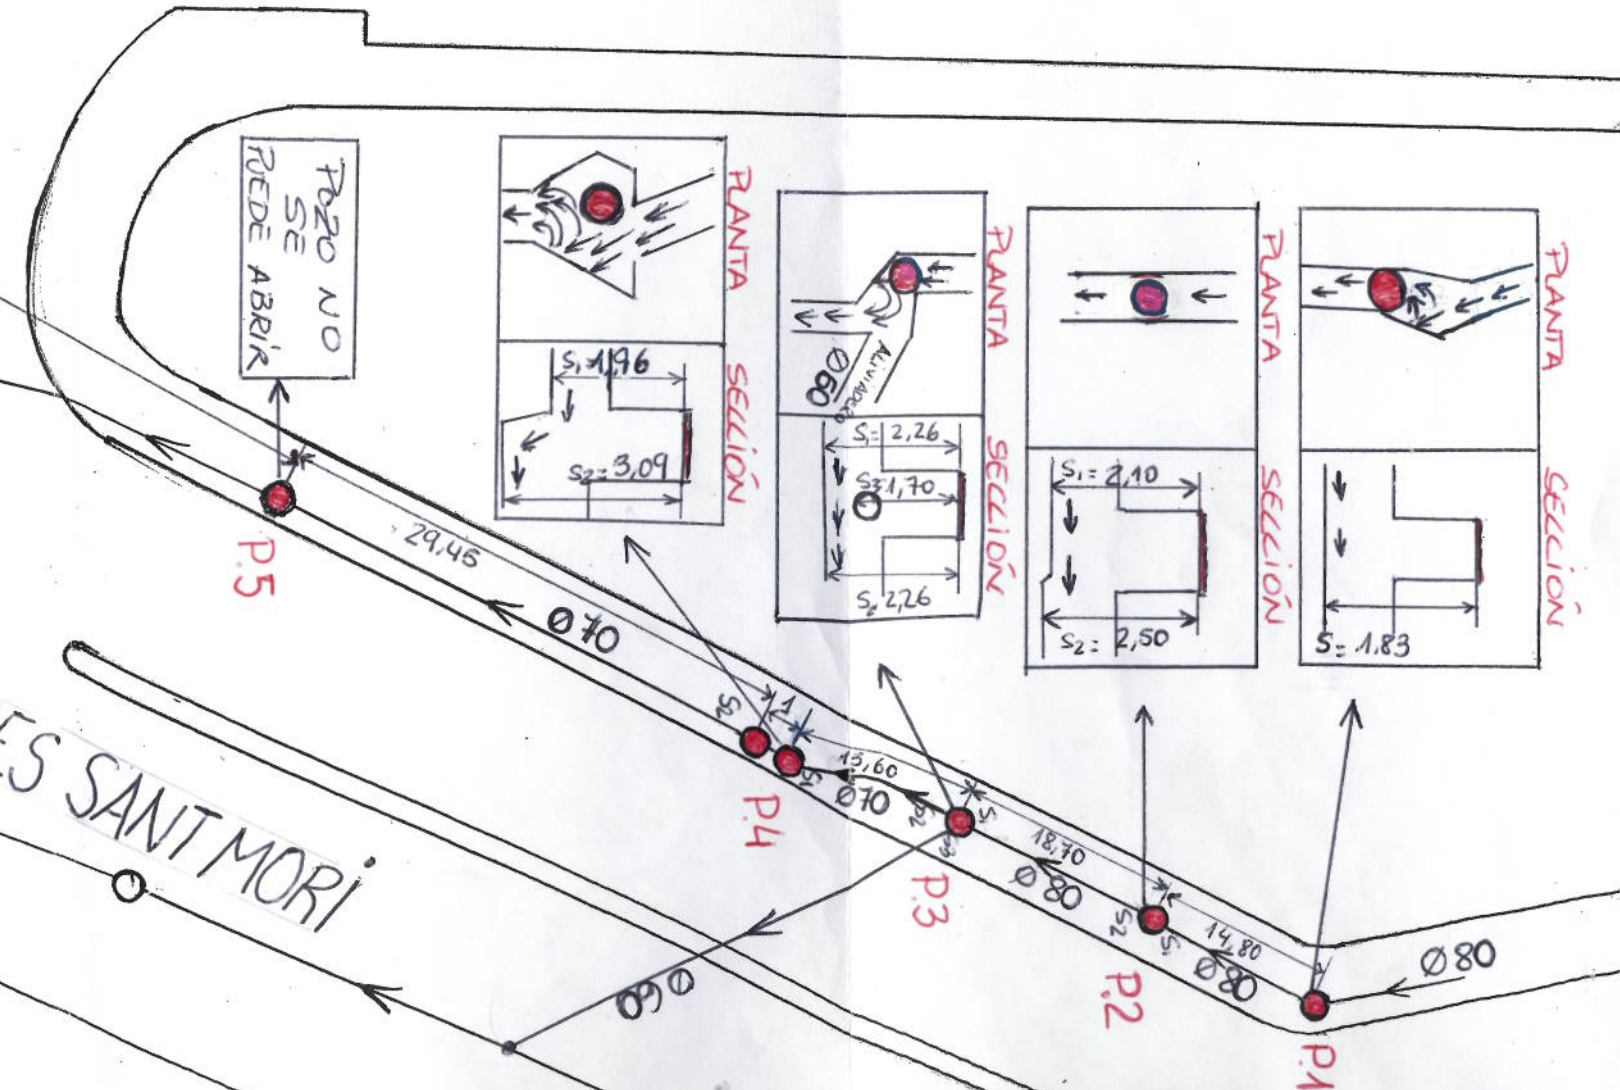 POZO NO
SE
PUEDE ABRIR
PLANTA
SECCIÓN
S₁=1,96
S₂=3,09
PLANTA
ALIVIADERO
Ø60
SECCIÓN
S₁=2,26
S₃=1,70
S₂=2,26
PLANTA
SECCIÓN
S₁=2,10
S₂=2,50
PLANTA
SECCIÓN
S=1,83
P.5
29,45
Ø70
S₂
1
S₁
P.4
13,60
Ø70
S₂
S₁
S₃
P.3
18,70
Ø80
S₂
S₁
P.2
14,80
Ø80
P.1
Ø80
Ø60
ES SANT MORI